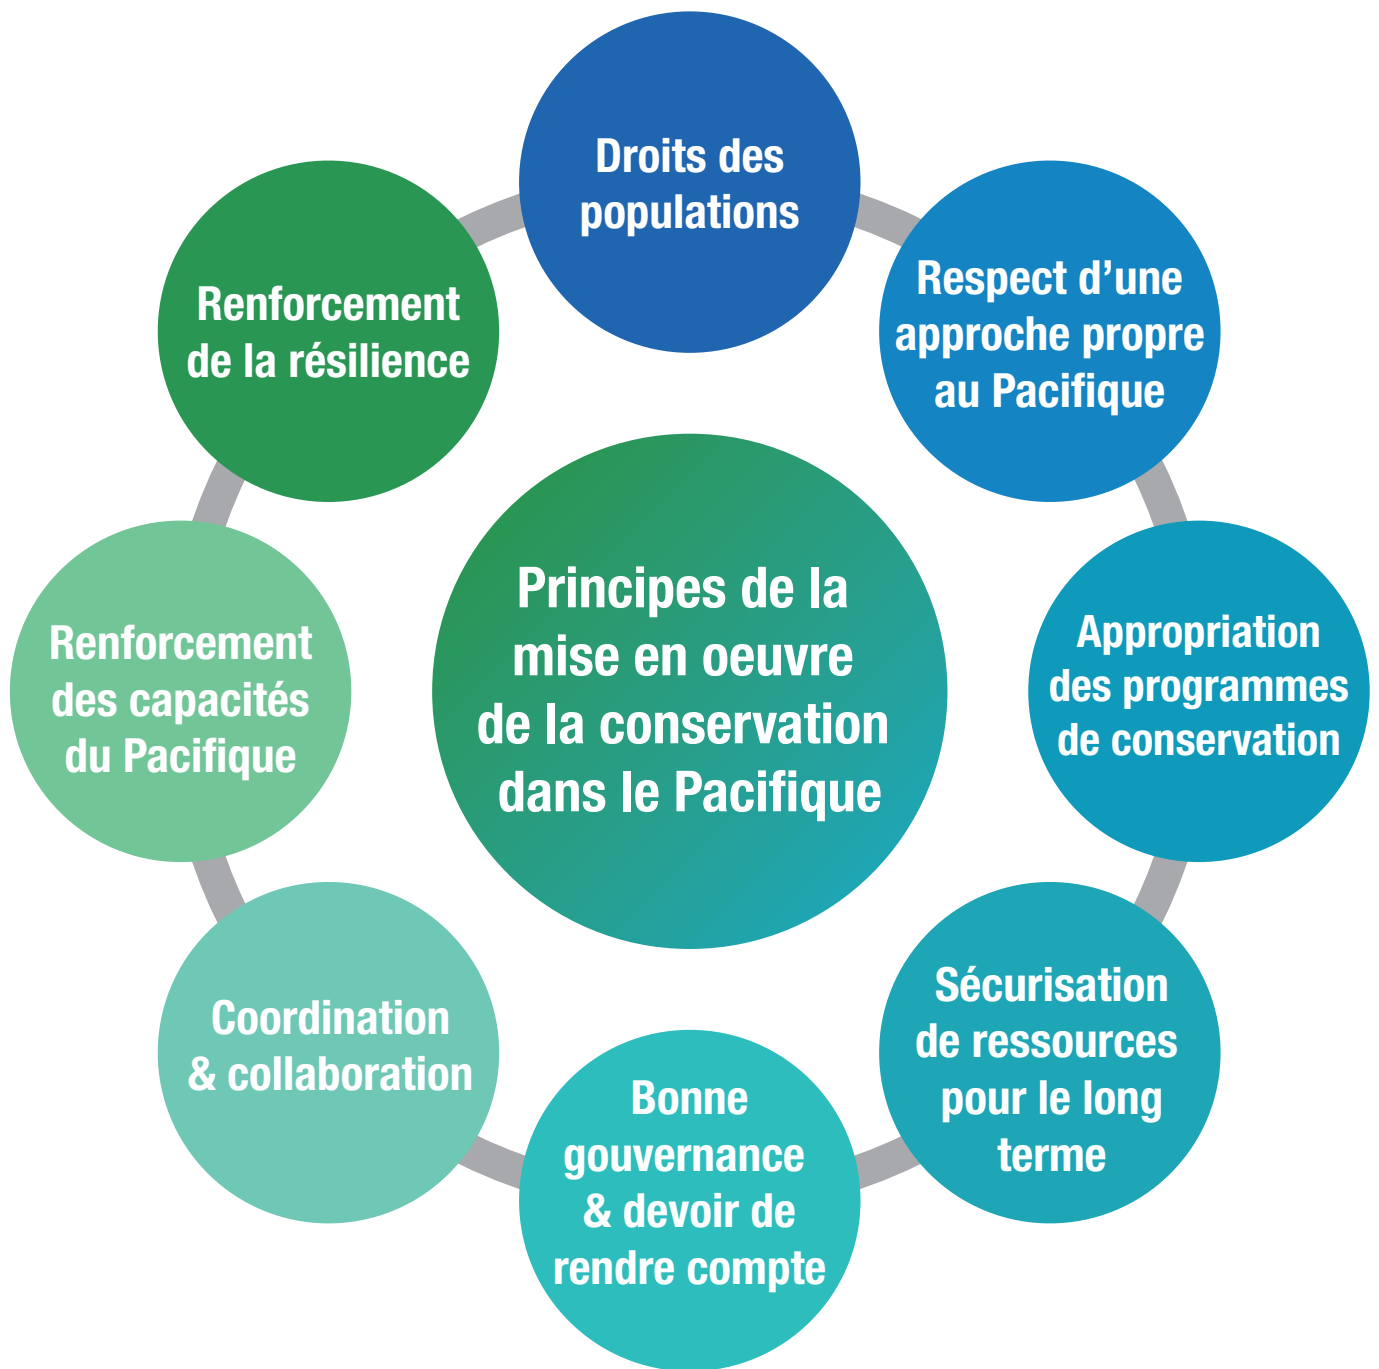 Droits des
populations
Respect d’une
approche propre
au Pacifique
Appropriation
des programmes
de conservation
Sécurisation
de ressources
pour le long
terme
Bonne
gouvernance
& devoir de
rendre compte
Coordination
& collaboration
Renforcement
des capacités
du Pacifique
Renforcement
de la résilience
Principes de la
mise en oeuvre
de la conservation
dans le Pacifique